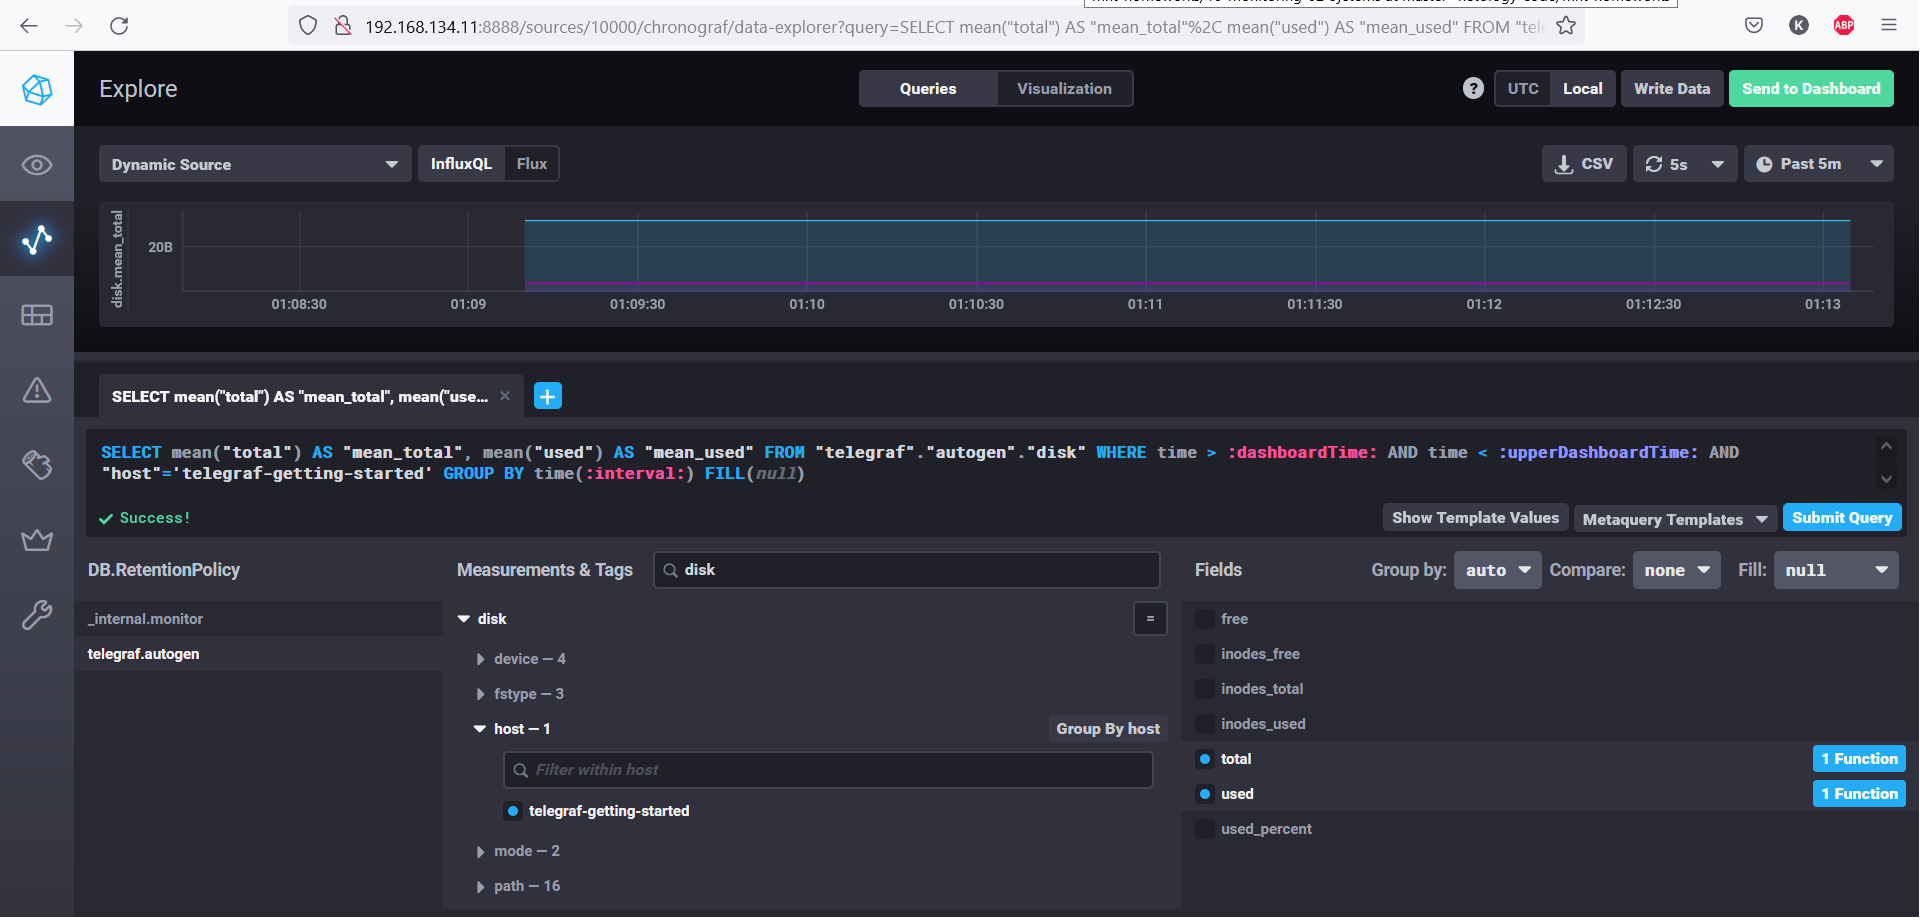 192.168.134.11:8888/sources/10000/chronograf/data-explorer?query=SELECT mean("total") AS "mean_total"%2C mean("used") AS "mean_used" FROM "tele
K
ABP
Explore
Queries
Visualization
?
UTC
Local
Write Data
Send to Dashboard
Dynamic Source
InfluxQL
Flux
CSV
5s
Past 5m
disk.mean_total
20B
01:08:30
01:09
01:09:30
01:10
01:10:30
01:11
01:11:30
01:12
01:12:30
01:13
SELECT mean("total") AS "mean_total", mean("use...
SELECT mean("total") AS "mean_total", mean("used") AS "mean_used" FROM "telegraf"."autogen"."disk" WHERE time > :dashboardTime: AND time < :upperDashboardTime: AND
"host"='telegraf-getting-started' GROUP BY time(:interval:) FILL(null)
Success!
Show Template Values
Metaquery Templates
Submit Query
DB.RetentionPolicy
Measurements & Tags
disk
Fields
Group by:
auto
Compare:
none
Fill:
null
_internal.monitor
telegraf.autogen
disk
=
device — 4
fstype — 3
host — 1
Group By host
Filter within host
telegraf-getting-started
mode — 2
path — 16
free
inodes_free
inodes_total
inodes_used
total
1 Function
used
1 Function
used_percent